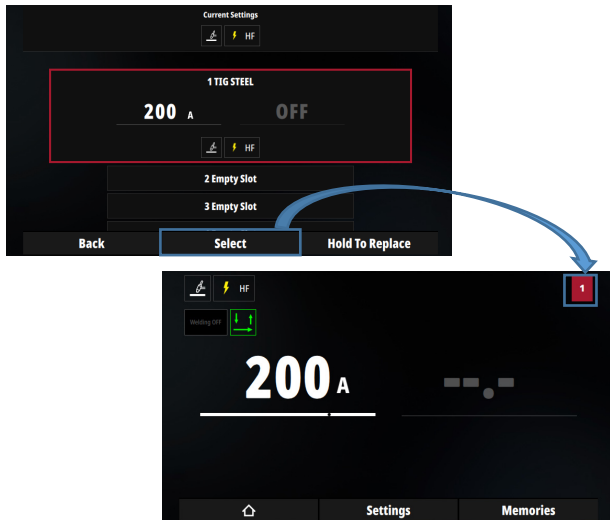 Current Settings
HF
1 TIG STEEL
200 A OFF
HF
2 Empty Slot
3 Empty Slot
Back Select Hold To Replace
HF 1
Welding OFF
200 A --.-
Settings Memories